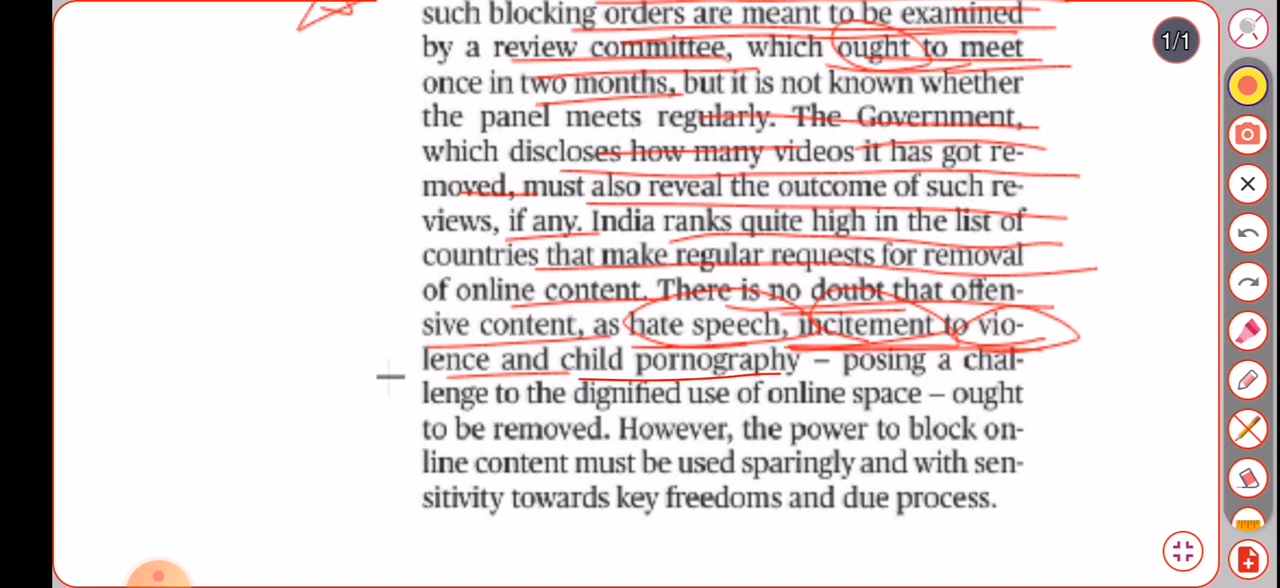 such blocking orders are meant to be examined
by a review committee, which ought to meet
once in two months, but it is not known whether
the panel meets regularly. The Government,
which discloses how many videos it has got re-
moved, must also reveal the outcome of such re-
views, if any. India ranks quite high in the list of
countries that make regular requests for removal
of online content. There is no doubt that offen-
sive content, as hate speech, incitement to vio-
lence and child pornography – posing a chal-
lenge to the dignified use of online space – ought
to be removed. However, the power to block on-
line content must be used sparingly and with sen-
sitivity towards key freedoms and due process.
1/1